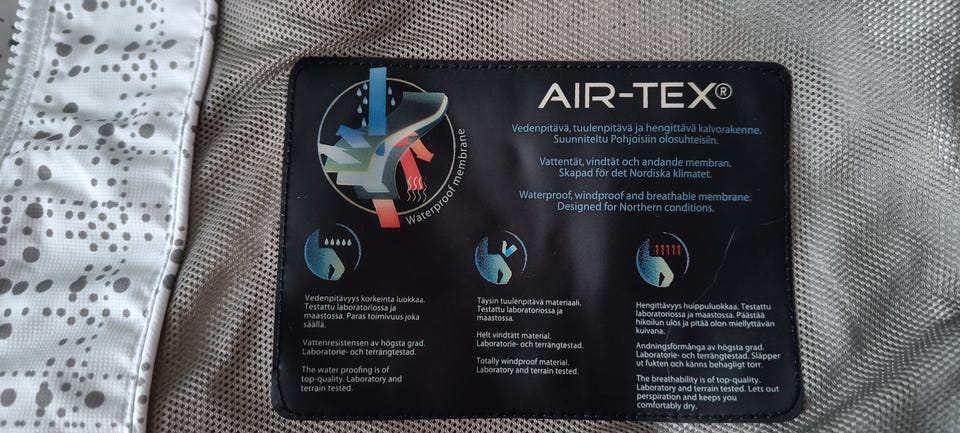 AIR-TEX®
Vedenpitävä, tuulenpitävä ja hengittävä kalvorakenne.
Suunniteltu Pohjoisiin olosuhteisiin.
Vattentät, vindtät och andande membran.
Skapad för det Nordiska klimatet.
Waterproof, windproof and breathable membrane.
Designed for Northern conditions.
Waterproof membrane
Vedenpitävyys korkeinta luokkaa.
Testattu laboratoriossa ja
maastossa. Paras toimivuus joka
säällä.
Vattenresistensen av högsta grad.
Laboratorie- och terrängtestad.
The water proofing is of
top-quality. Laboratory and
terrain tested.
Täysin tuulenpitävä materiaali.
Testattu laboratoriossa ja
maastossa.
Helt vindtätt material.
Laboratorie- och terrängtestad.
Totally windproof material.
Laboratory and terrain tested.
Hengittävyys huippuluokkaa. Testattu
laboratoriossa ja maastossa. Päästää
hikoilun ulos ja pitää olon miellyttävän
kuivana.
Andningsförmånga av högsta grad.
Laboratorie- och terrängtestad. Släpper
ut fukten och känns behagligt torr.
The breathability is of top-quality.
Laboratory and terrain tested. Lets out
perspiration and keeps you
comfortably dry.